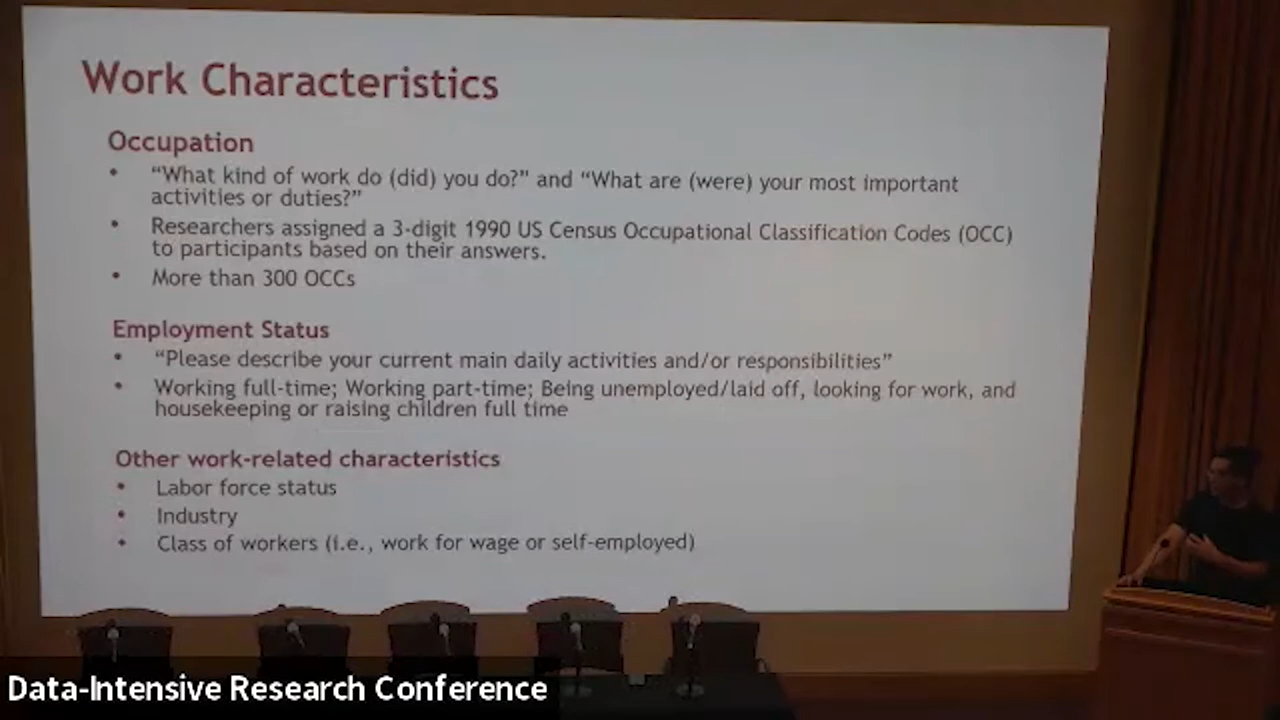 Work Characteristics
Occupation
• “What kind of work do (did) you do?” and “What are (were) your most important
activities or duties?”
• Researchers assigned a 3-digit 1990 US Census Occupational Classification Codes (OCC)
to participants based on their answers.
• More than 300 OCCs
Employment Status
• “Please describe your current main daily activities and/or responsibilities”
• Working full-time; Working part-time; Being unemployed/laid off, looking for work, and
housekeeping or raising children full time
Other work-related characteristics
• Labor force status
• Industry
• Class of workers (i.e., work for wage or self-employed)
Data-Intensive Research Conference